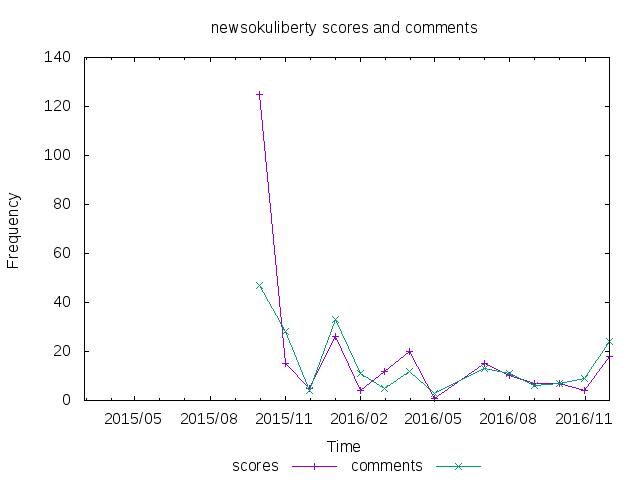 newsokuliberty scores and comments
140
120
100
80
60
40
20
0
Frequency
2015/05 2015/08 2015/11 2016/02 2016/05 2016/08 2016/11
Time
scores comments